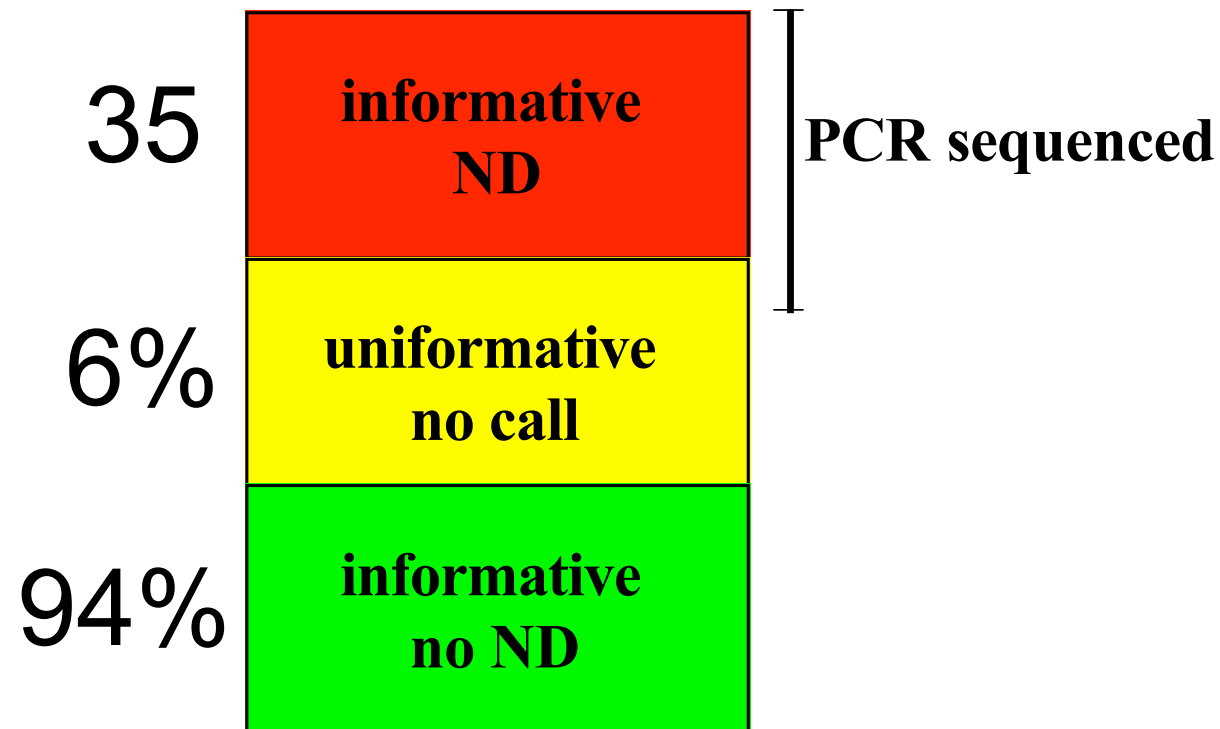 35
informative
ND
PCR sequenced
6%
uniformative
no call
94%
informative
no ND